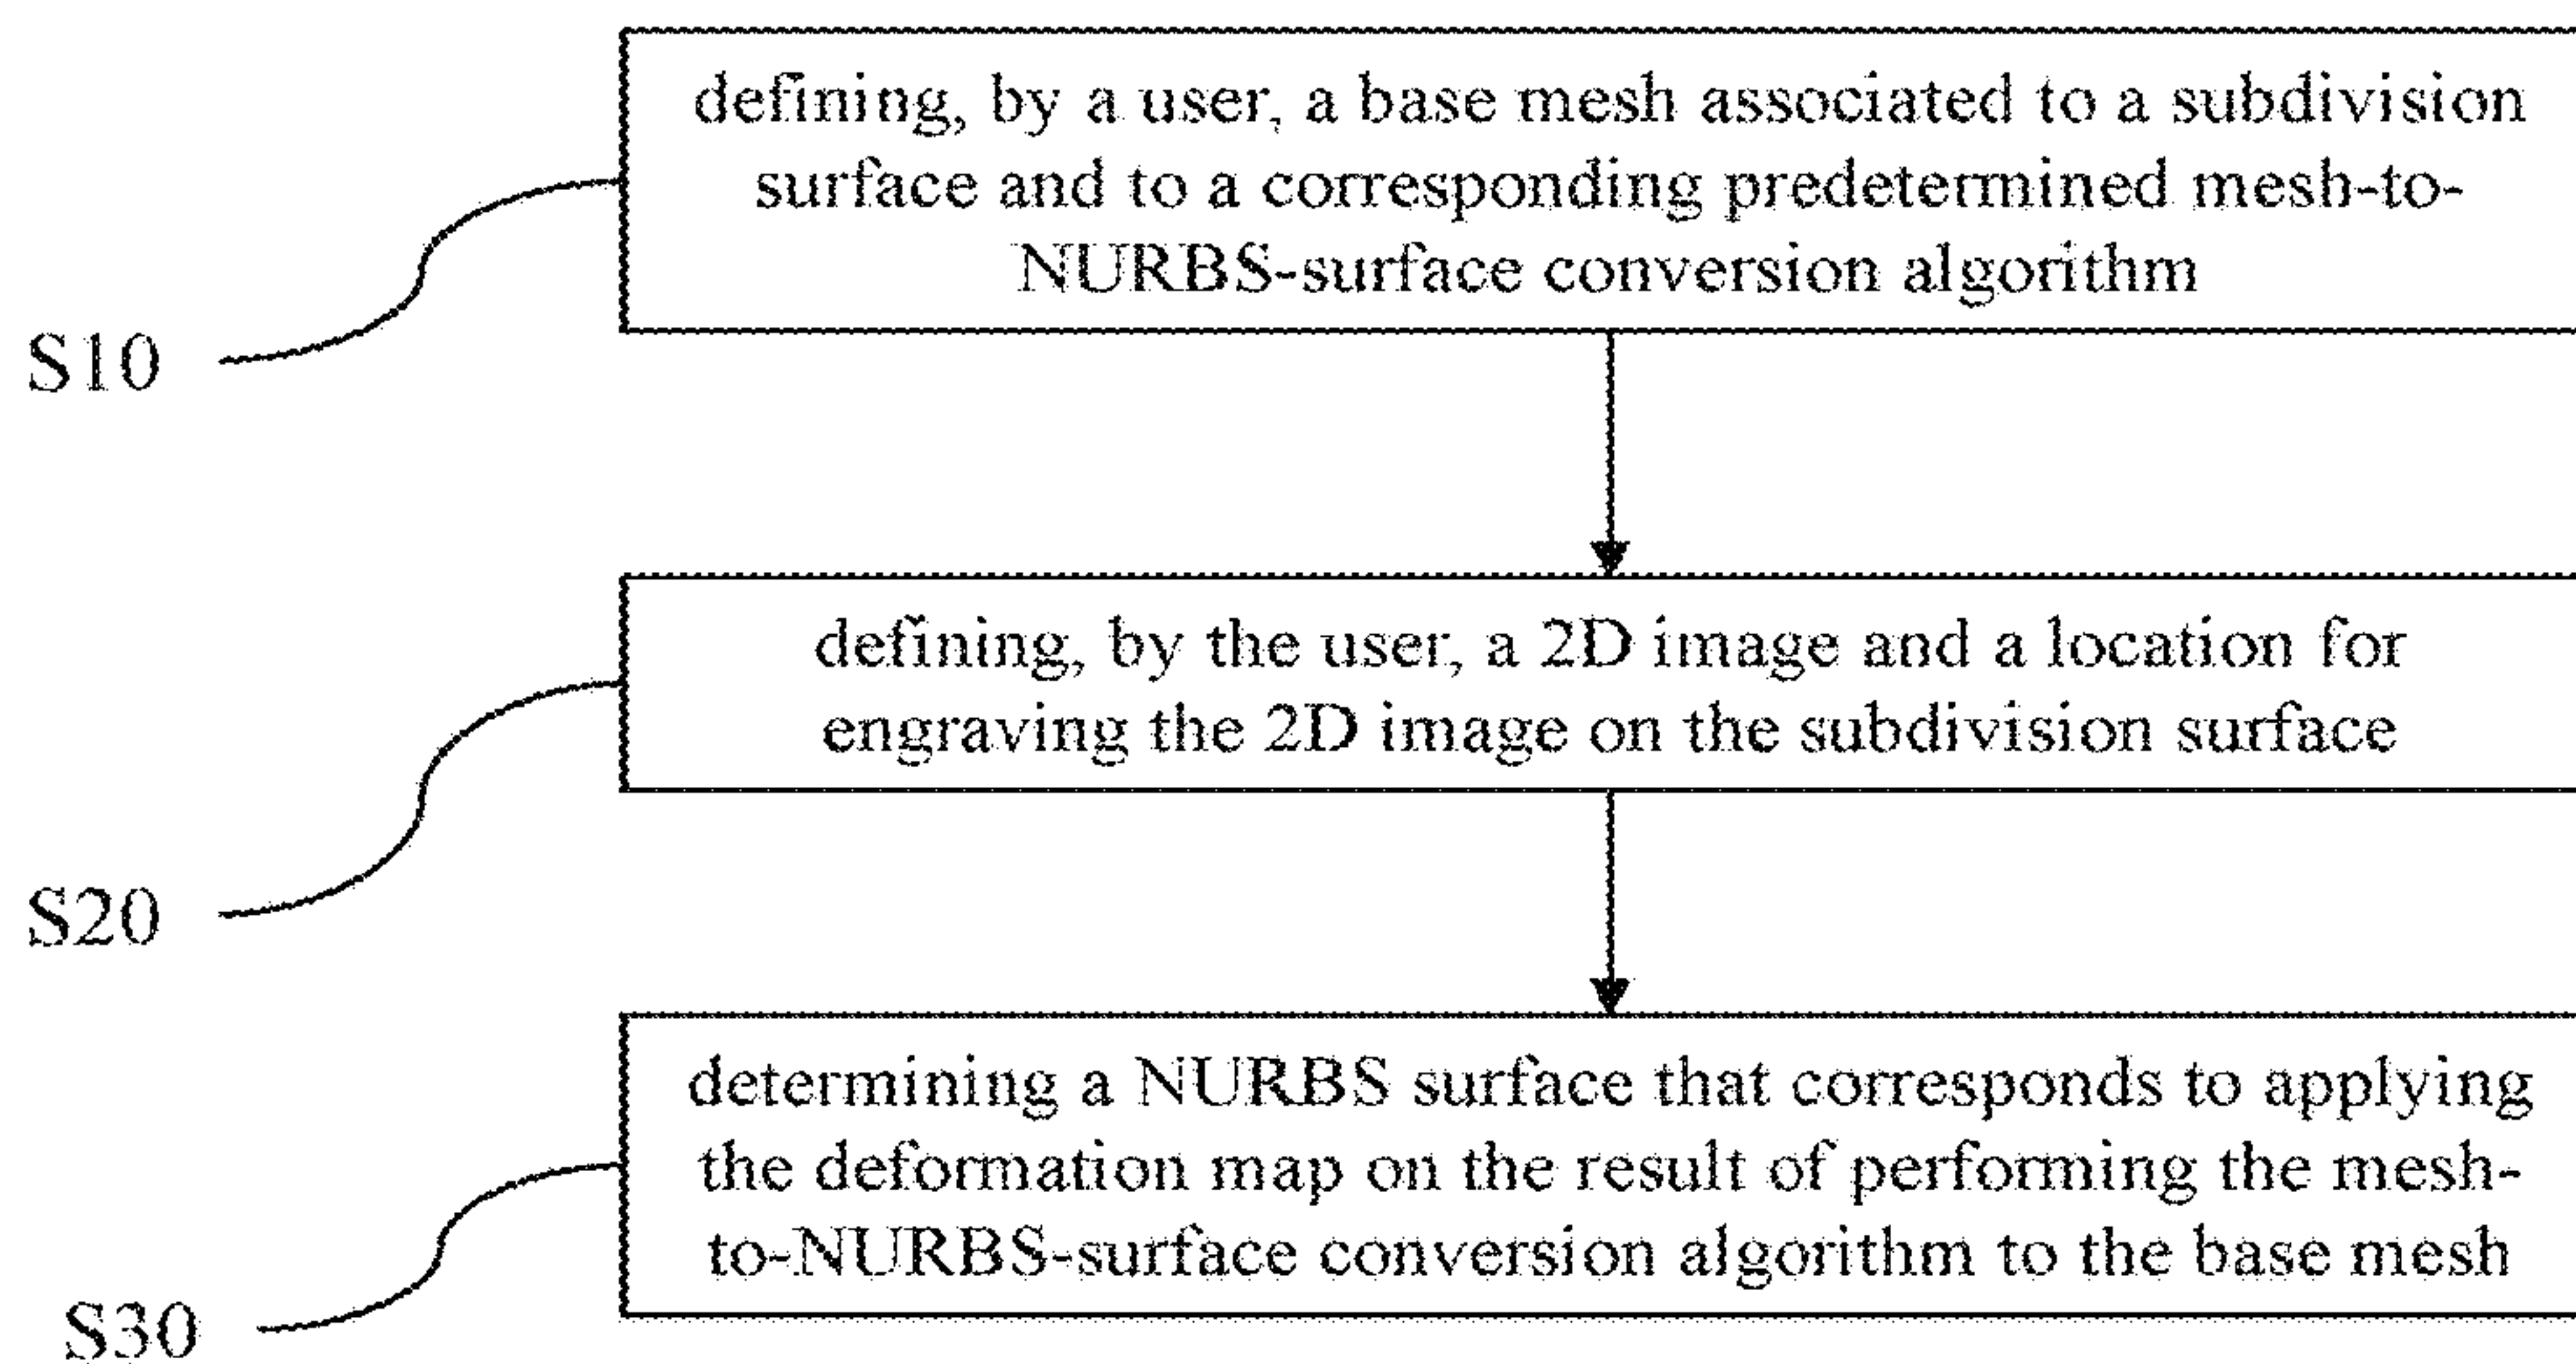 defining, by a user, a base mesh associated to a subdivision
surface and to a corresponding predetermined mesh-to-
NURBS-surface conversion algorithm
S10
defining, by the user, a 2D image and a location for
engraving the 2D image on the subdivision surface
S20
determining a NURBS surface that corresponds to applying
the deformation map on the result of performing the mesh-
to-NURBS-surface conversion algorithm to the base mesh
S30